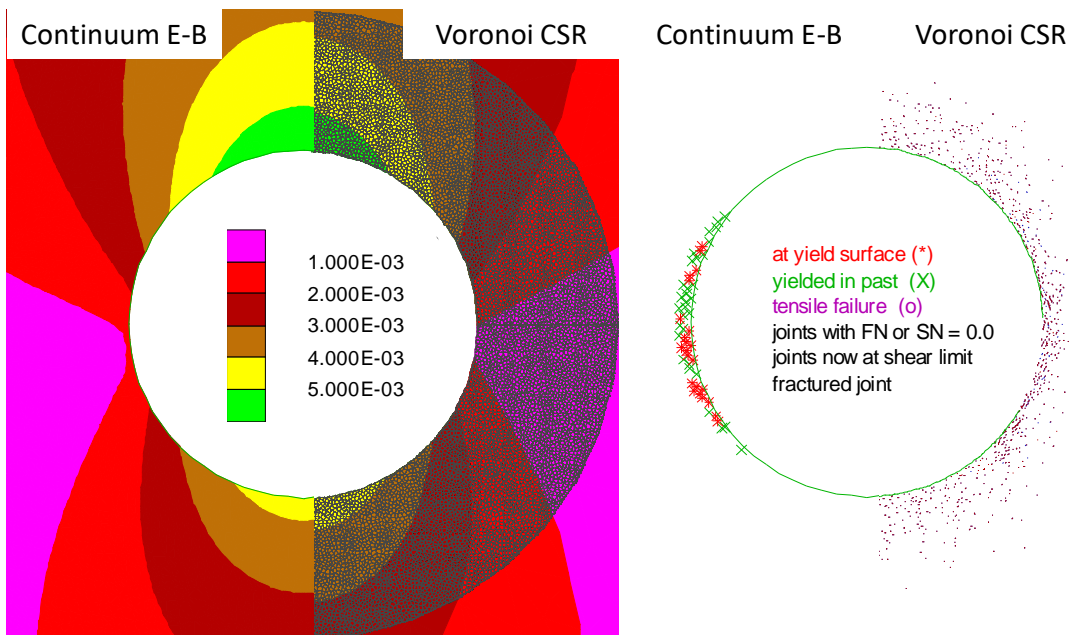 Continuum E-B
Voronoi CSR
Continuum E-B
Voronoi CSR
1.000E-03
2.000E-03
3.000E-03
4.000E-03
5.000E-03
at yield surface (*)
yielded in past (X)
tensile failure (o)
joints with FN or SN = 0.0
joints now at shear limit
fractured joint